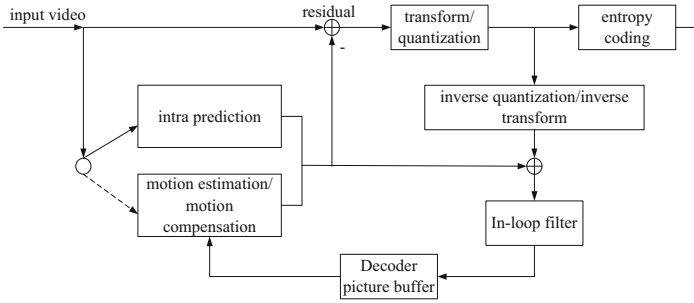 input video
residual
-
transform/
quantization
entropy
coding
intra prediction
inverse quantization/inverse
transform
motion estimation/
motion
compensation
In-loop filter
Decoder
picture buffer